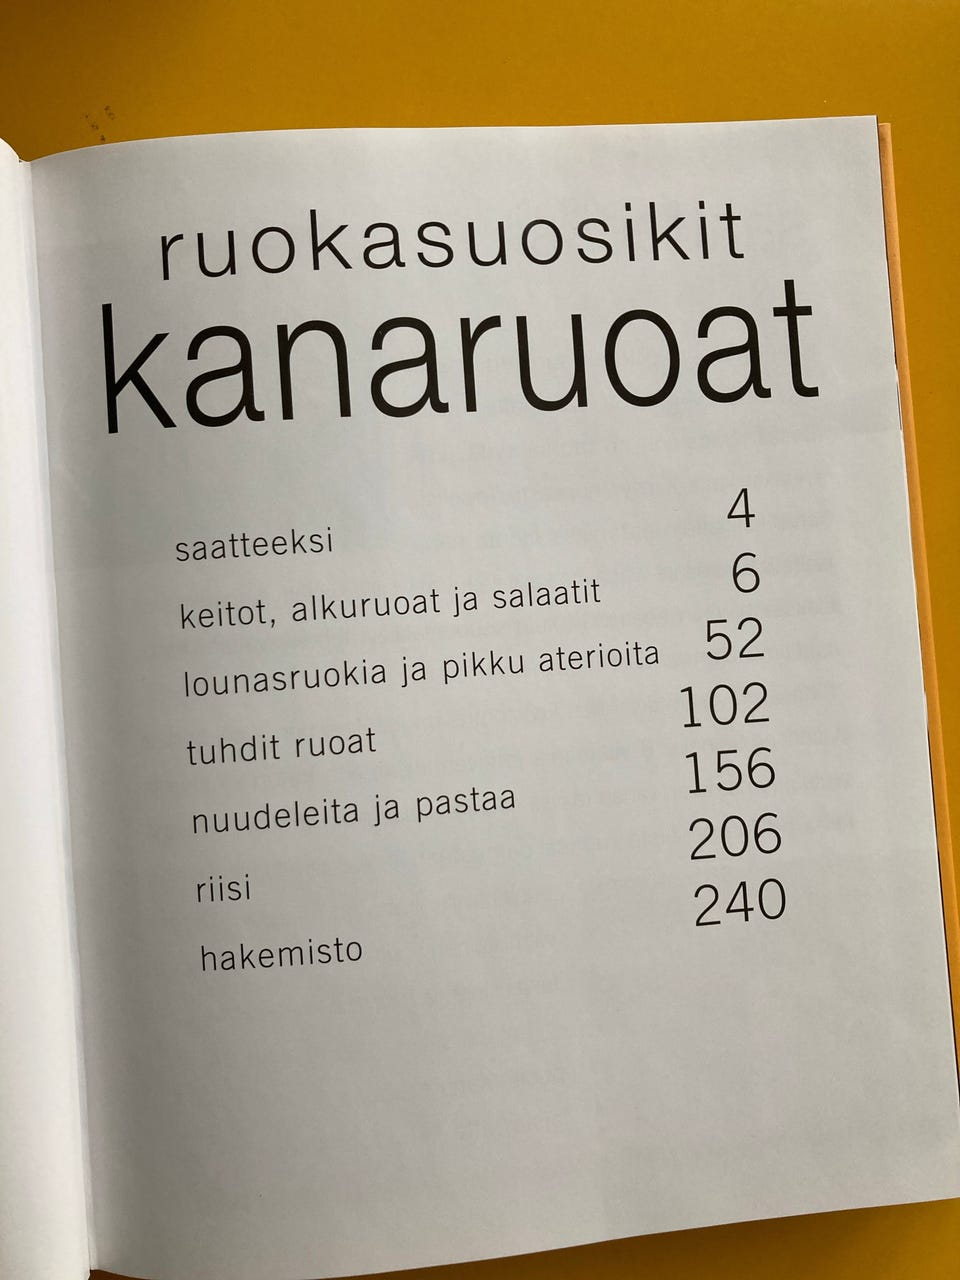 ruokasuosikit
kanaruoat
saatteeksi 4
keitot, alkuruoat ja salaatit 6
lounasruokia ja pikku aterioita 52
tuhdit ruoat 102
nuudeleita ja pastaa 156
riisi 206
hakemisto 240